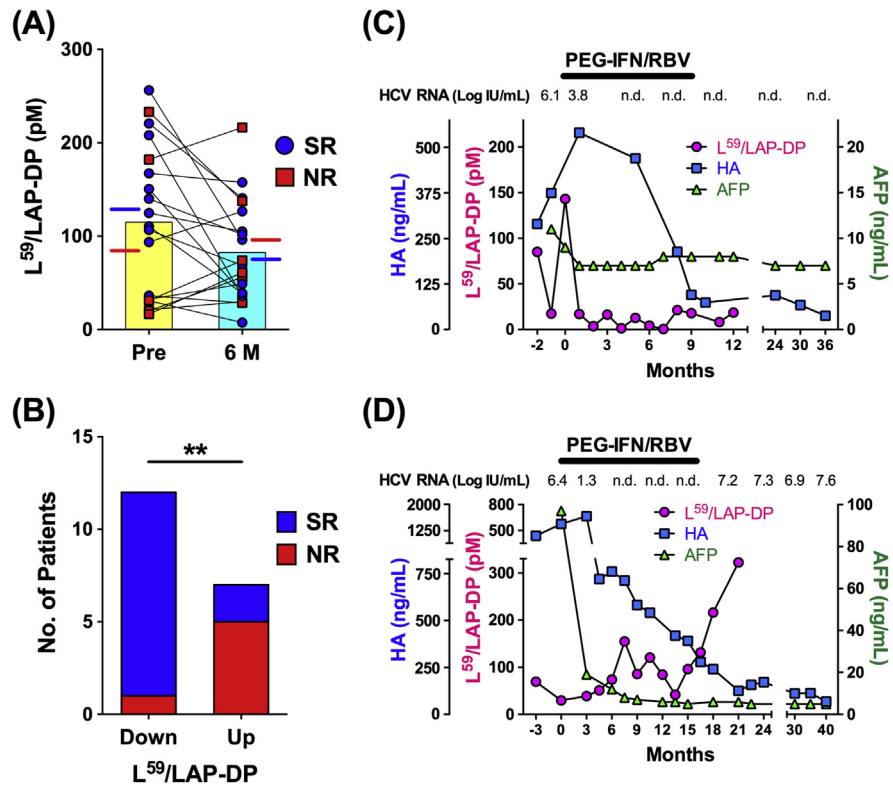 (A)
300
200
100
0
L59/LAP-DP (pM)
Pre
6 M
SR
NR
(B)
15
10
5
0
No. of Patients
**
SR
NR
Down
Up
L59/LAP-DP
(C)
PEG-IFN/RBV
HCV RNA (Log IU/mL) 6.1 3.8 n.d. n.d. n.d. n.d. n.d.
HA (ng/mL)
500
375
250
125
0
L59/LAP-DP (pM)
200
150
100
50
0
L59/LAP-DP
HA
AFP
20
15
10
5
0
AFP (ng/mL)
-2 0 3 6 9 12 24 30 36
Months
(D)
PEG-IFN/RBV
HCV RNA (Log IU/mL) 6.4 1.3 n.d. n.d. n.d. 7.2 7.3 6.9 7.6
HA (ng/mL)
2000
1250
750
500
250
0
L59/LAP-DP (pM)
800
500
300
200
100
0
L59/LAP-DP
HA
AFP
100
80
60
40
20
0
AFP (ng/mL)
-3 0 3 6 9 12 15 18 21 24 30 40
Months